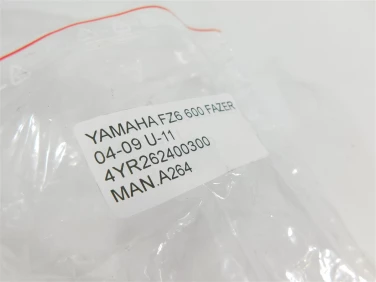 YAMAHA FZ6 600 FAZER
04-09 U-11
4YR262400300
MAN.A264